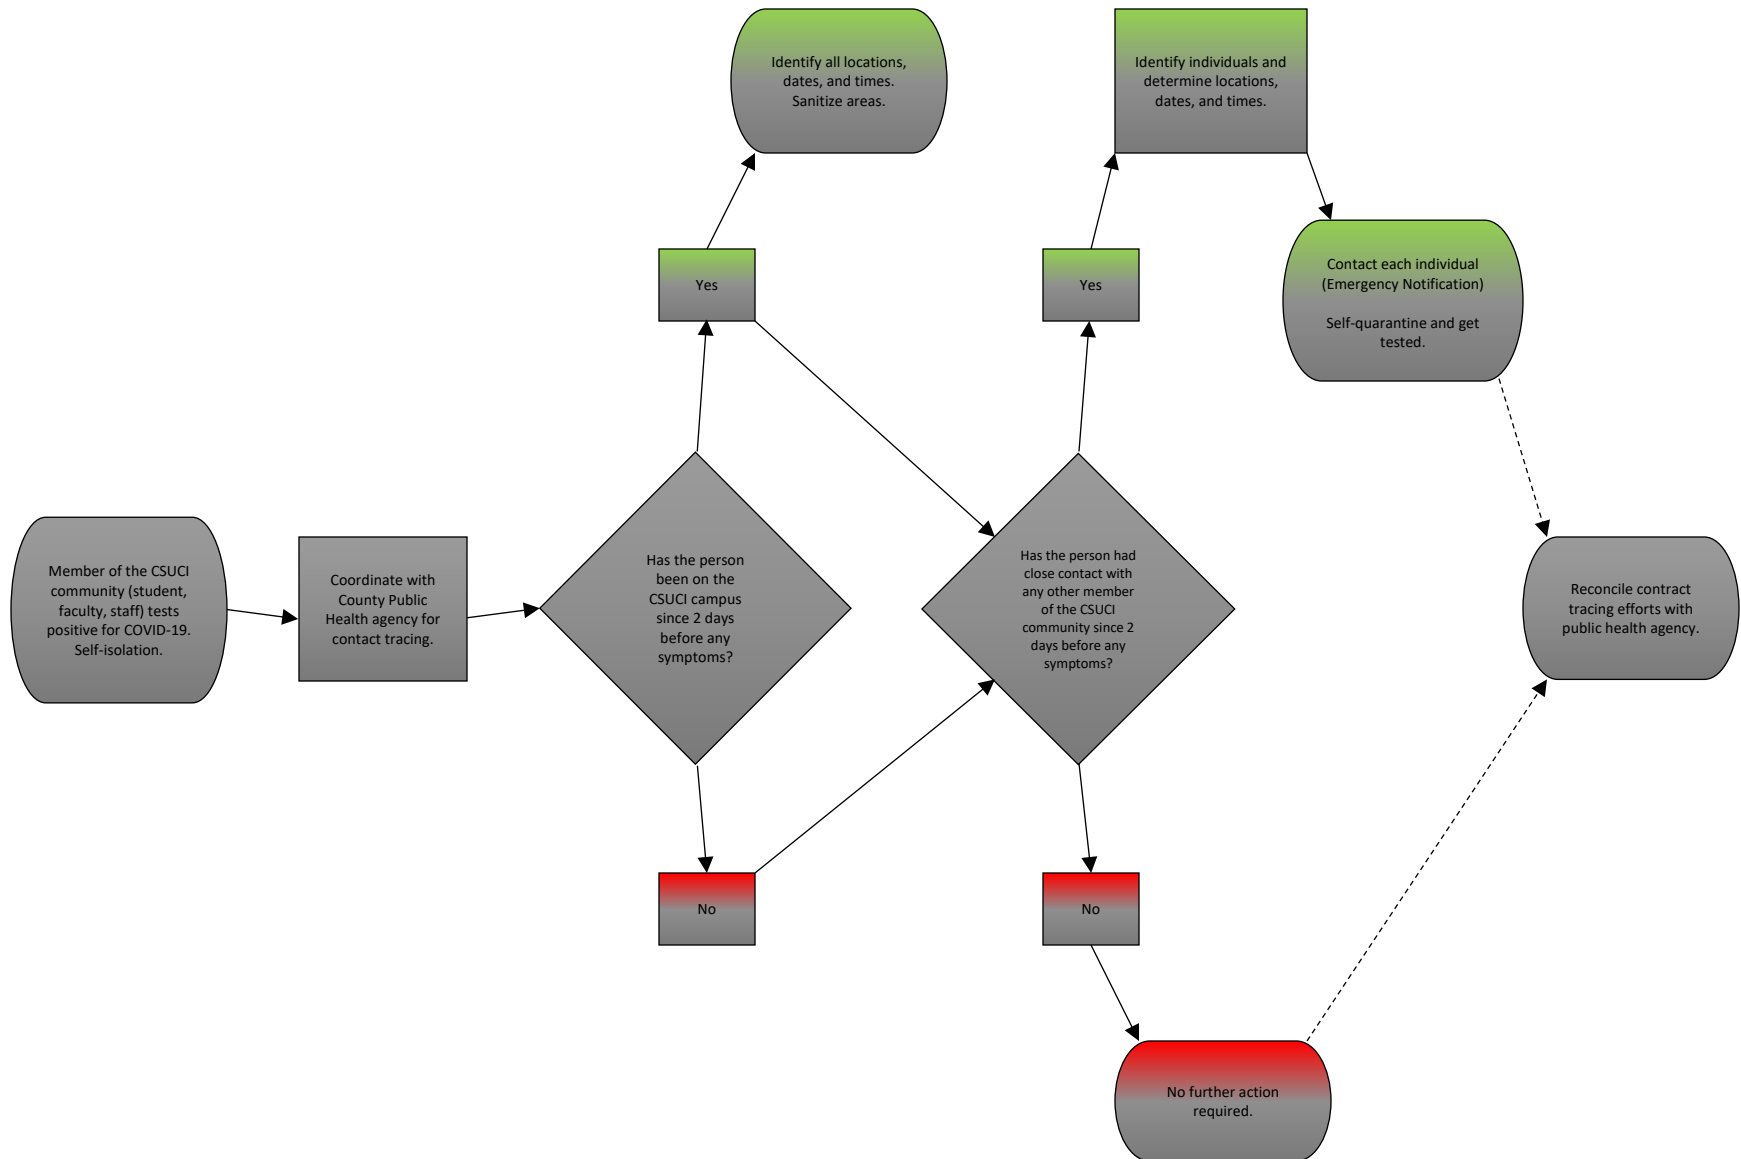 Member of the CSUCI
community (student,
faculty, staff) tests
positive for COVID-19.
Self-isolation.
Coordinate with
County Public
Health agency for
contact tracing.
Has the person
been on the
CSUCI campus
since 2 days
before any
symptoms?
Yes
Identify all locations,
dates, and times.
Sanitize areas.
No
Has the person had
close contact with
any other member
of the CSUCI
community since 2
days before any
symptoms?
Yes
Identify individuals and
determine locations,
dates, and times.
Contact each individual
(Emergency Notification)
Self-quarantine and get
tested.
No
No further action
required.
Reconcile contract
tracing efforts with
public health agency.